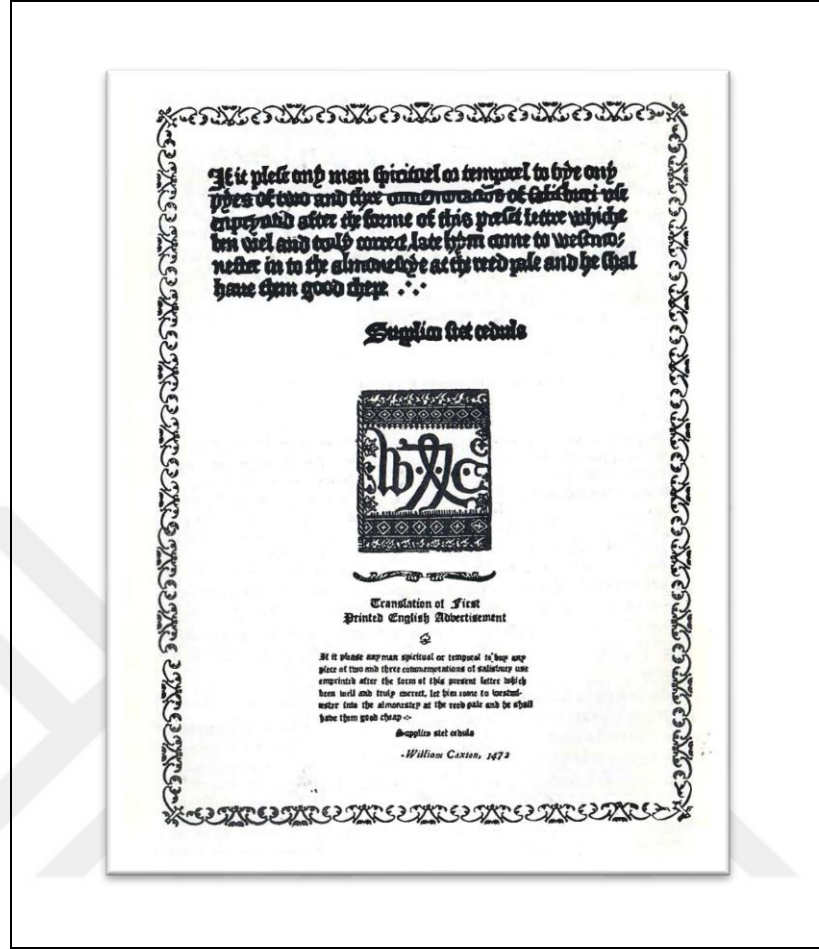 If it plese ony man spirituel or temporel to bye ony
pyes of two and thre comemoracios of salisburi vse
enpryntid after the forme of this preset lettre whiche
ben wel and truly correct, late hym come to westmo-
nester in to the almonesrye at the reed pale and he shal
haue them good chepe
Supplico stet cedula
W C
Translation of First
Printed English Advertisement
If it please any man spiritual or temporal to buy any
piece of two and three commemorations of salisbury use
emprinted after the form of this present letter which
been well and truly correct, let him come to westmi-
nster into the almonestry at the reed pale and he shall
have them good cheap
Supplico stet cedula
-William Caxton, 1472